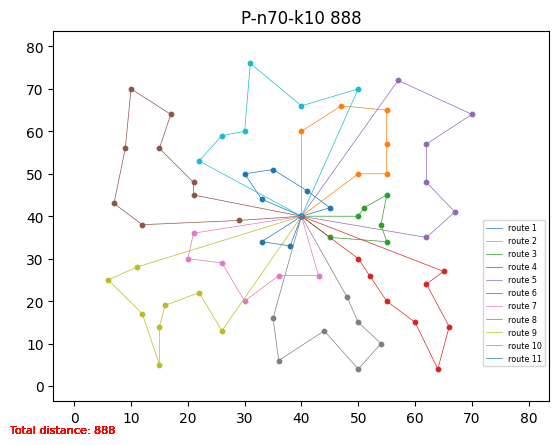 P-n70-k10 888
80
70
60
50
40
30
20
10
0
0 10 20 30 40 50 60 70 80
route 1
route 2
route 3
route 4
route 5
route 6
route 7
route 8
route 9
route 10
route 11
Total distance: 888